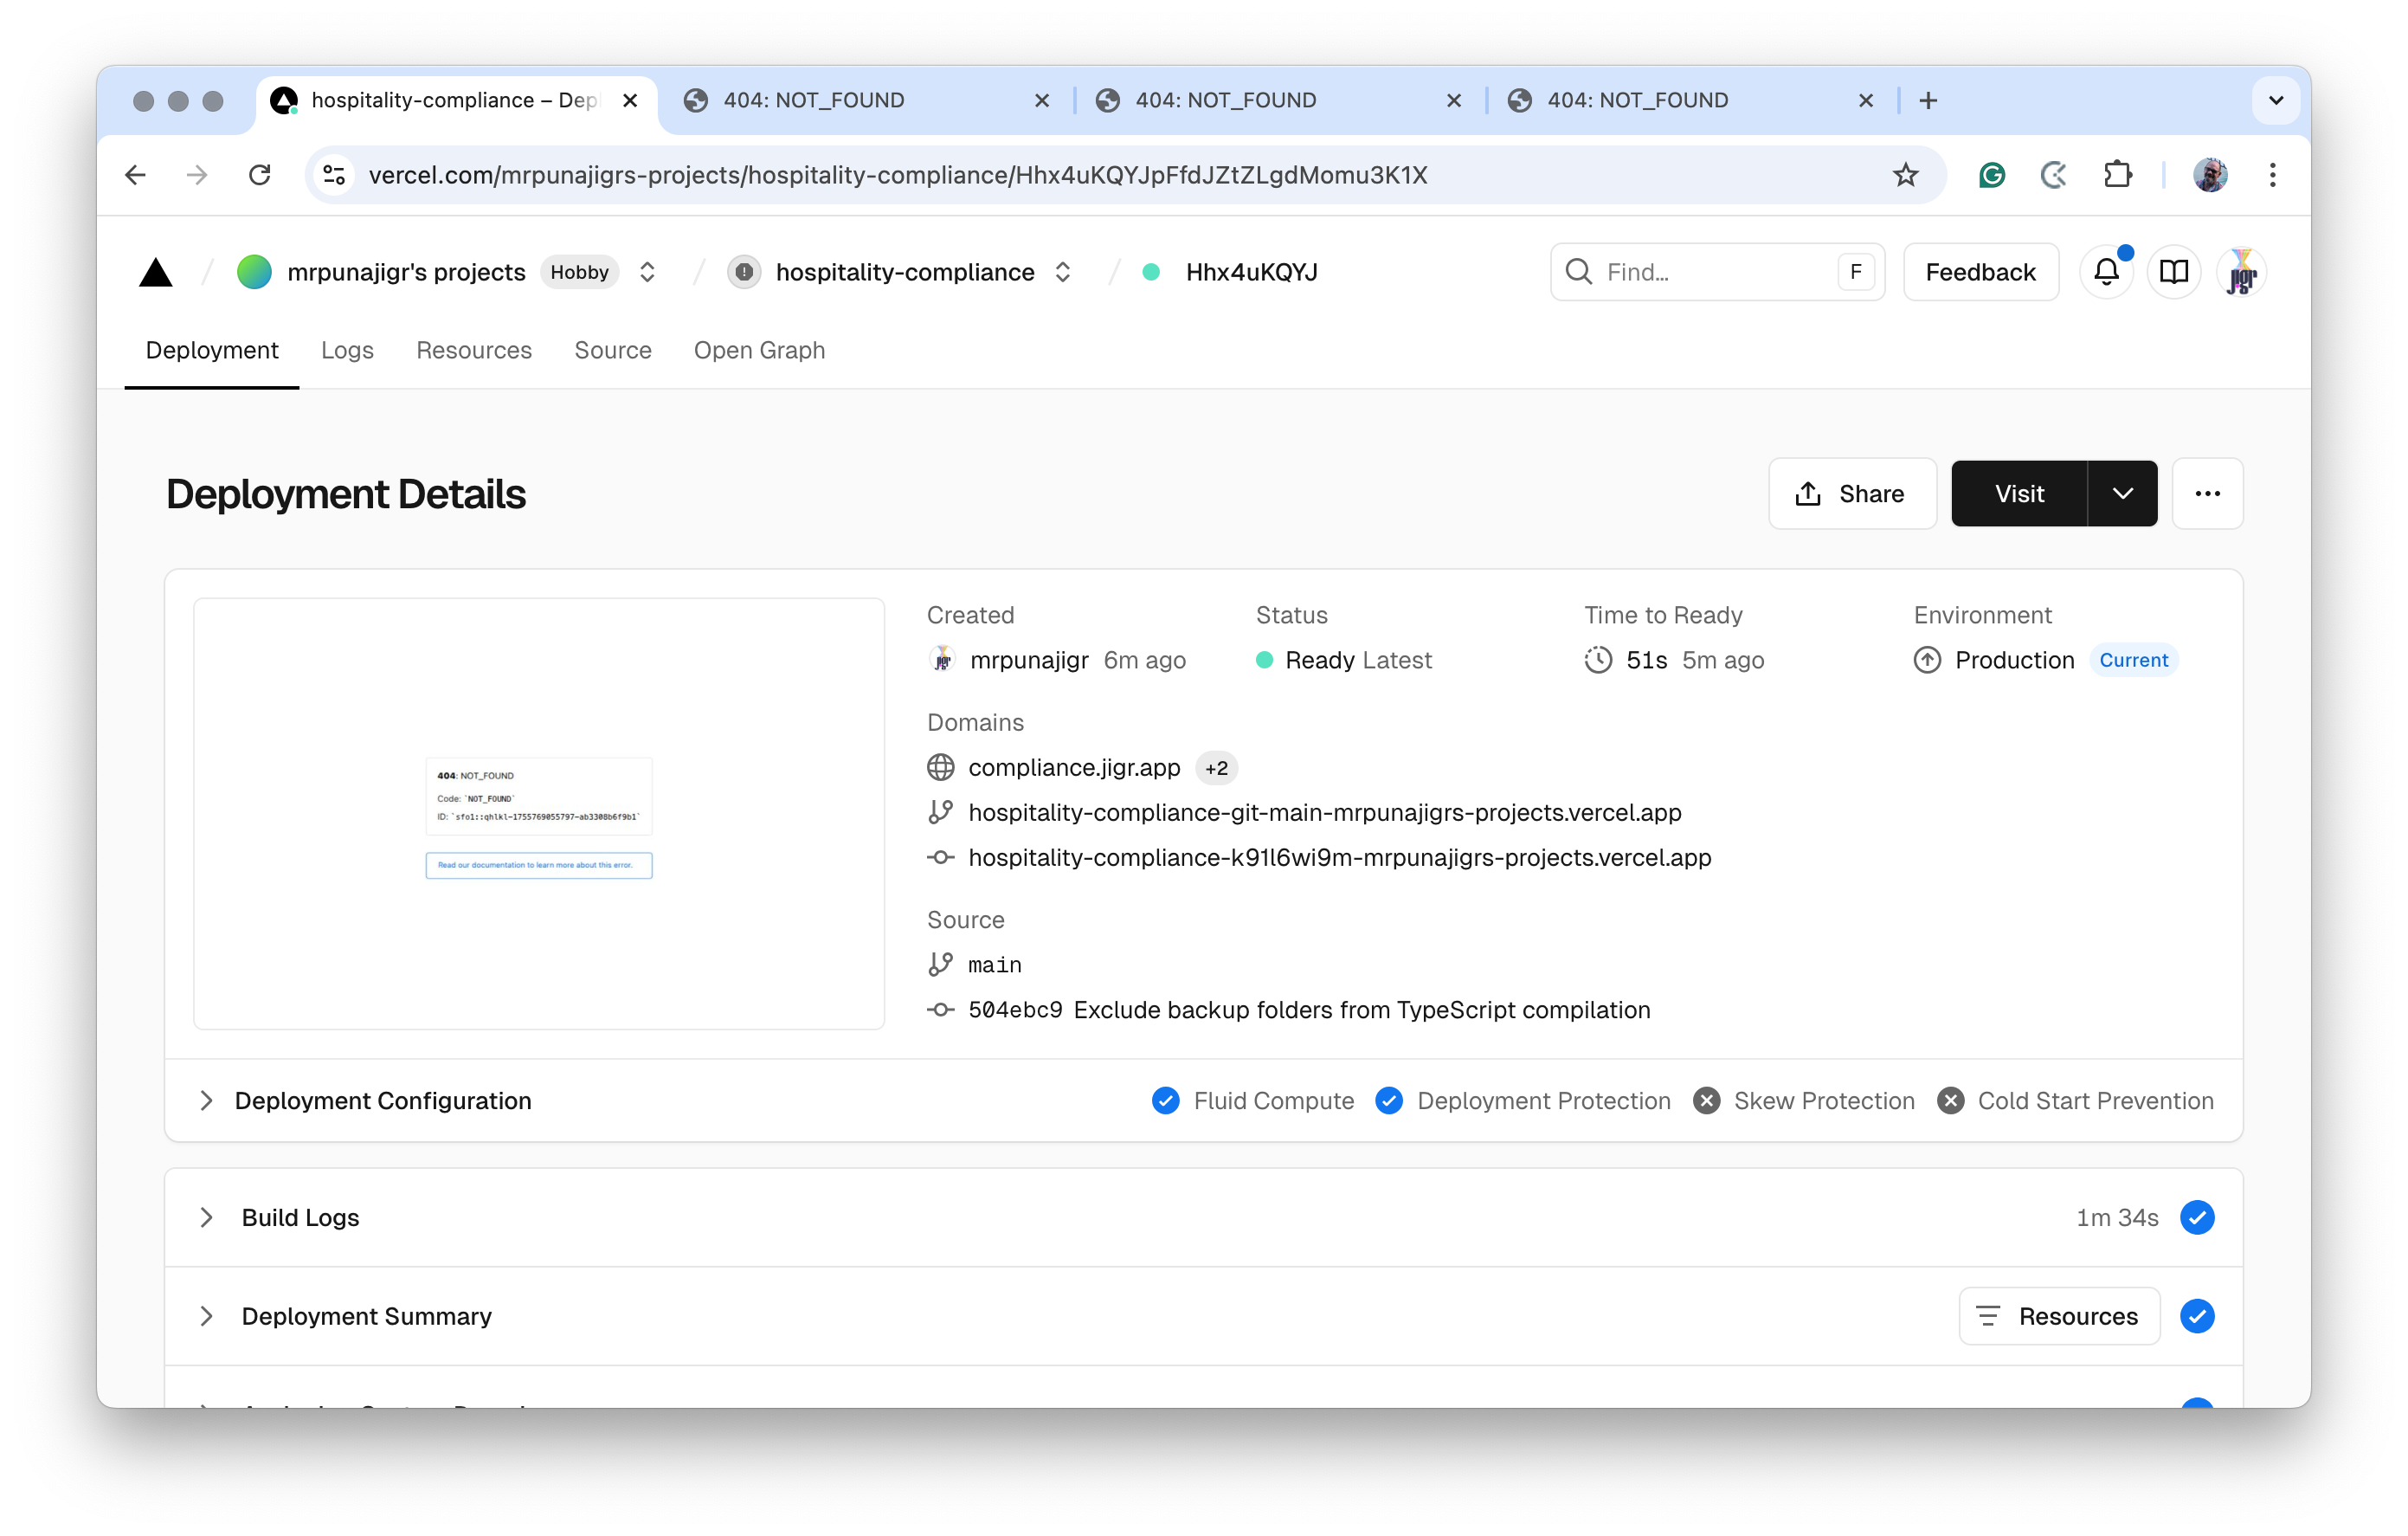 hospitality-compliance – Dep
404: NOT_FOUND
404: NOT_FOUND
404: NOT_FOUND
vercel.com/mrpunajigrs-projects/hospitality-compliance/Hhx4uKQYJpFfdJZtZLgdMomu3K1X
mrpunajigr's projects Hobby
hospitality-compliance
Hhx4uKQYJ
Find... F
Feedback
jigr
Deployment Logs Resources Source Open Graph
Deployment Details
Share
Visit
404: NOT_FOUND
Code: `NOT_FOUND`
ID: `sfo1::qhlkl-1755769055797-ab3308b6f9b1`
Read our documentation to learn more about this error.
Created Status Time to Ready Environment
mrpunajigr 6m ago Ready Latest 51s 5m ago Production Current
Domains
compliance.jigr.app +2
hospitality-compliance-git-main-mrpunajigrs-projects.vercel.app
hospitality-compliance-k91l6wi9m-mrpunajigrs-projects.vercel.app
Source
main
504ebc9 Exclude backup folders from TypeScript compilation
Deployment Configuration Fluid Compute Deployment Protection Skew Protection Cold Start Prevention
Build Logs 1m 34s
Deployment Summary Resources